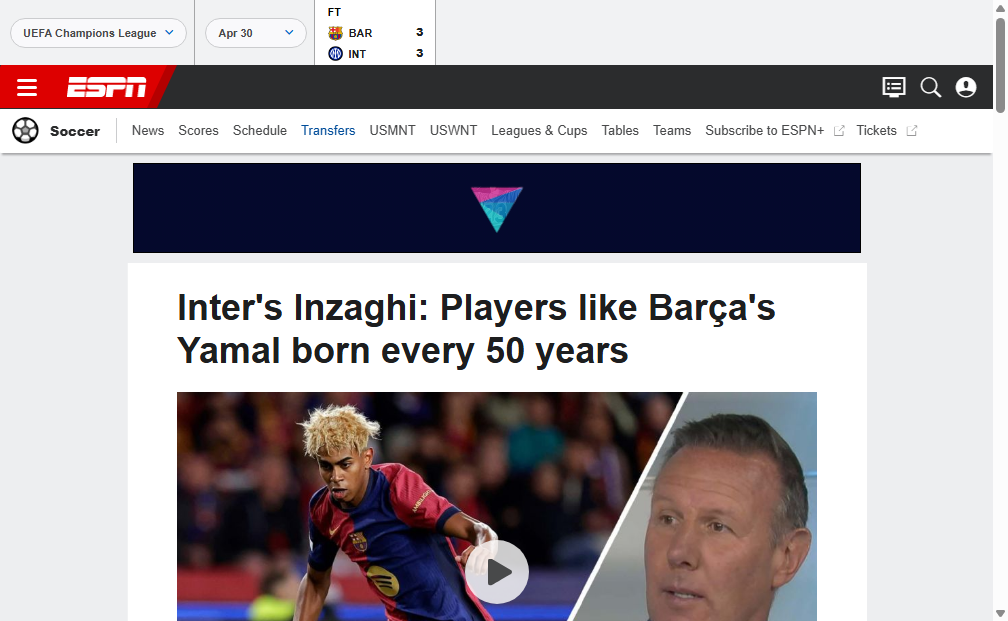 UEFA Champions League
Apr 30
FT
BAR 3
INT 3
ESPN
Soccer News Scores Schedule Transfers USMNT USWNT Leagues & Cups Tables Teams Subscribe to ESPN+ Tickets
Inter's Inzaghi: Players like Barça's
Yamal born every 50 years